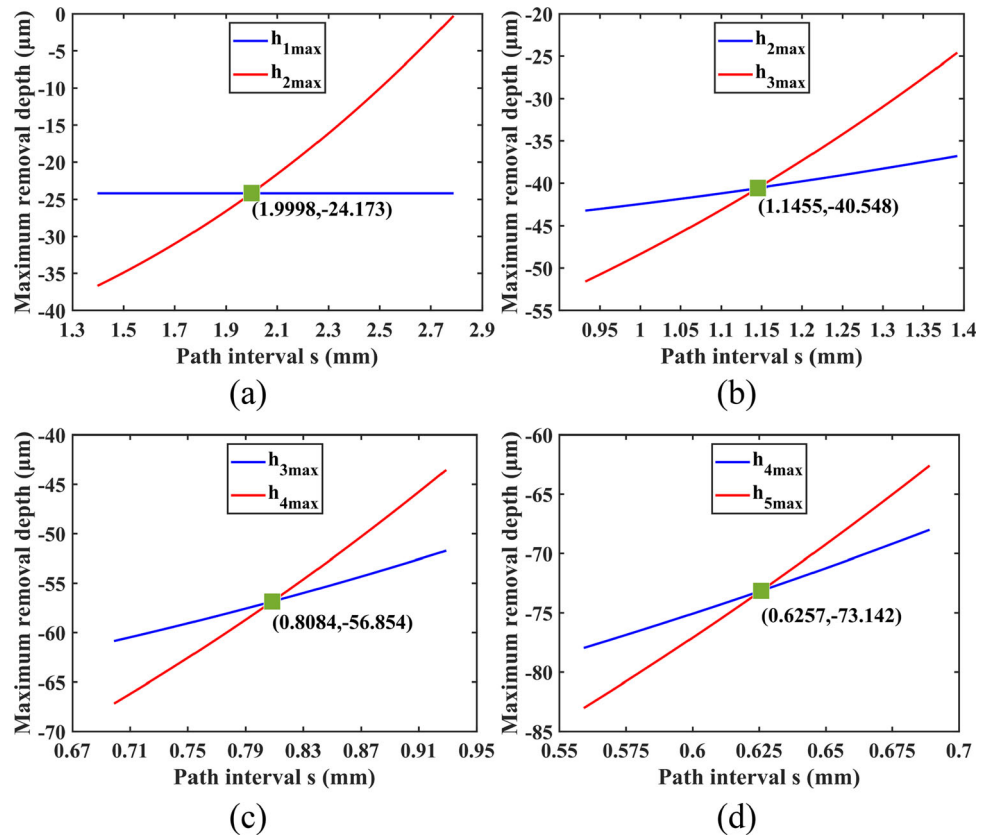 h1max
h2max
(1.9998,-24.173)
Maximum removal depth (μm)
0
-5
-10
-15
-20
-25
-30
-35
-40
1.3 1.5 1.7 1.9 2.1 2.3 2.5 2.7 2.9
Path interval s (mm)
(a)
h2max
h3max
(1.1455,-40.548)
Maximum removal depth (μm)
-20
-25
-30
-35
-40
-45
-50
-55
0.95 1 1.05 1.1 1.15 1.2 1.25 1.3 1.35 1.4
Path interval s (mm)
(b)
h3max
h4max
(0.8084,-56.854)
Maximum removal depth (μm)
-40
-45
-50
-55
-60
-65
-70
0.67 0.71 0.75 0.79 0.83 0.87 0.91 0.95
Path interval s (mm)
(c)
h4max
h5max
(0.6257,-73.142)
Maximum removal depth (μm)
-60
-65
-70
-75
-80
-85
0.55 0.575 0.6 0.625 0.65 0.675 0.7
Path interval s (mm)
(d)